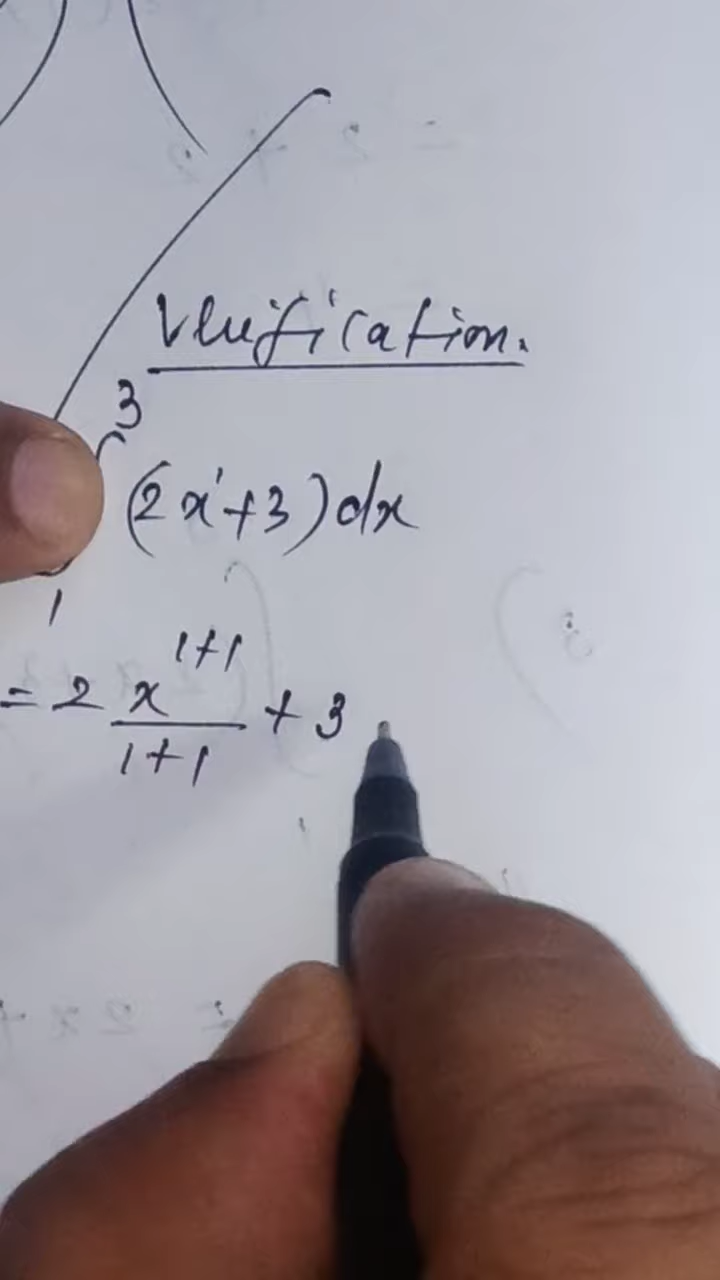 Verification.
3
(2x¹+3)dx
1
= 2 x^{1+1}/1+1 + 3